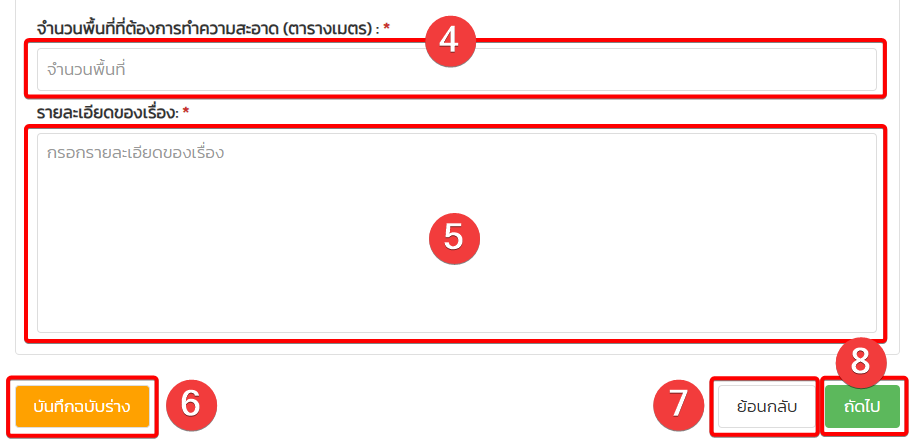 จำนวนพื้นที่ที่ต้องการทำความสะอาด (ตารางเมตร) : *
4
จำนวนพื้นที่
รายละเอียดของเรื่อง: *
กรอกรายละเอียดของเรื่อง
5
8
บันทึกฉบับร่าง 6 7 ย้อนกลับ ถัดไป